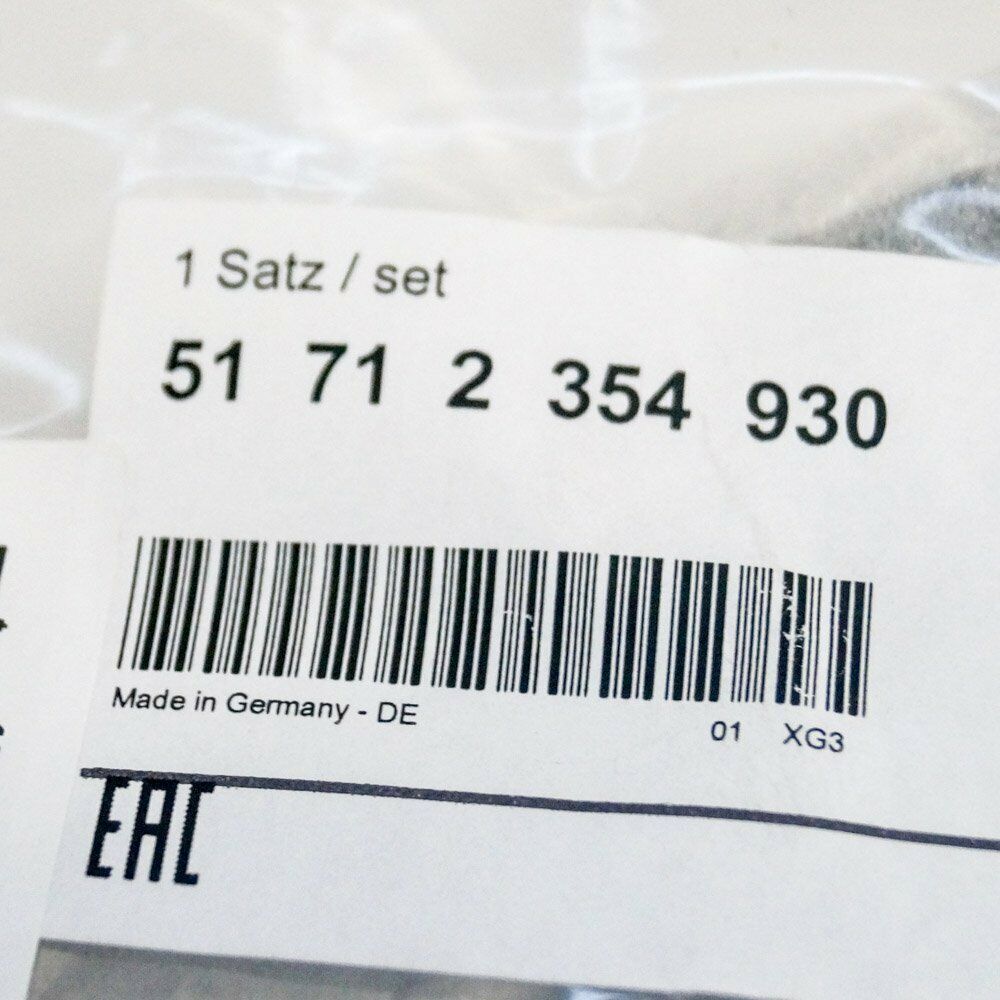 1 Satz / set
51 71 2 354 930
Made in Germany - DE
01 XG3
EAC